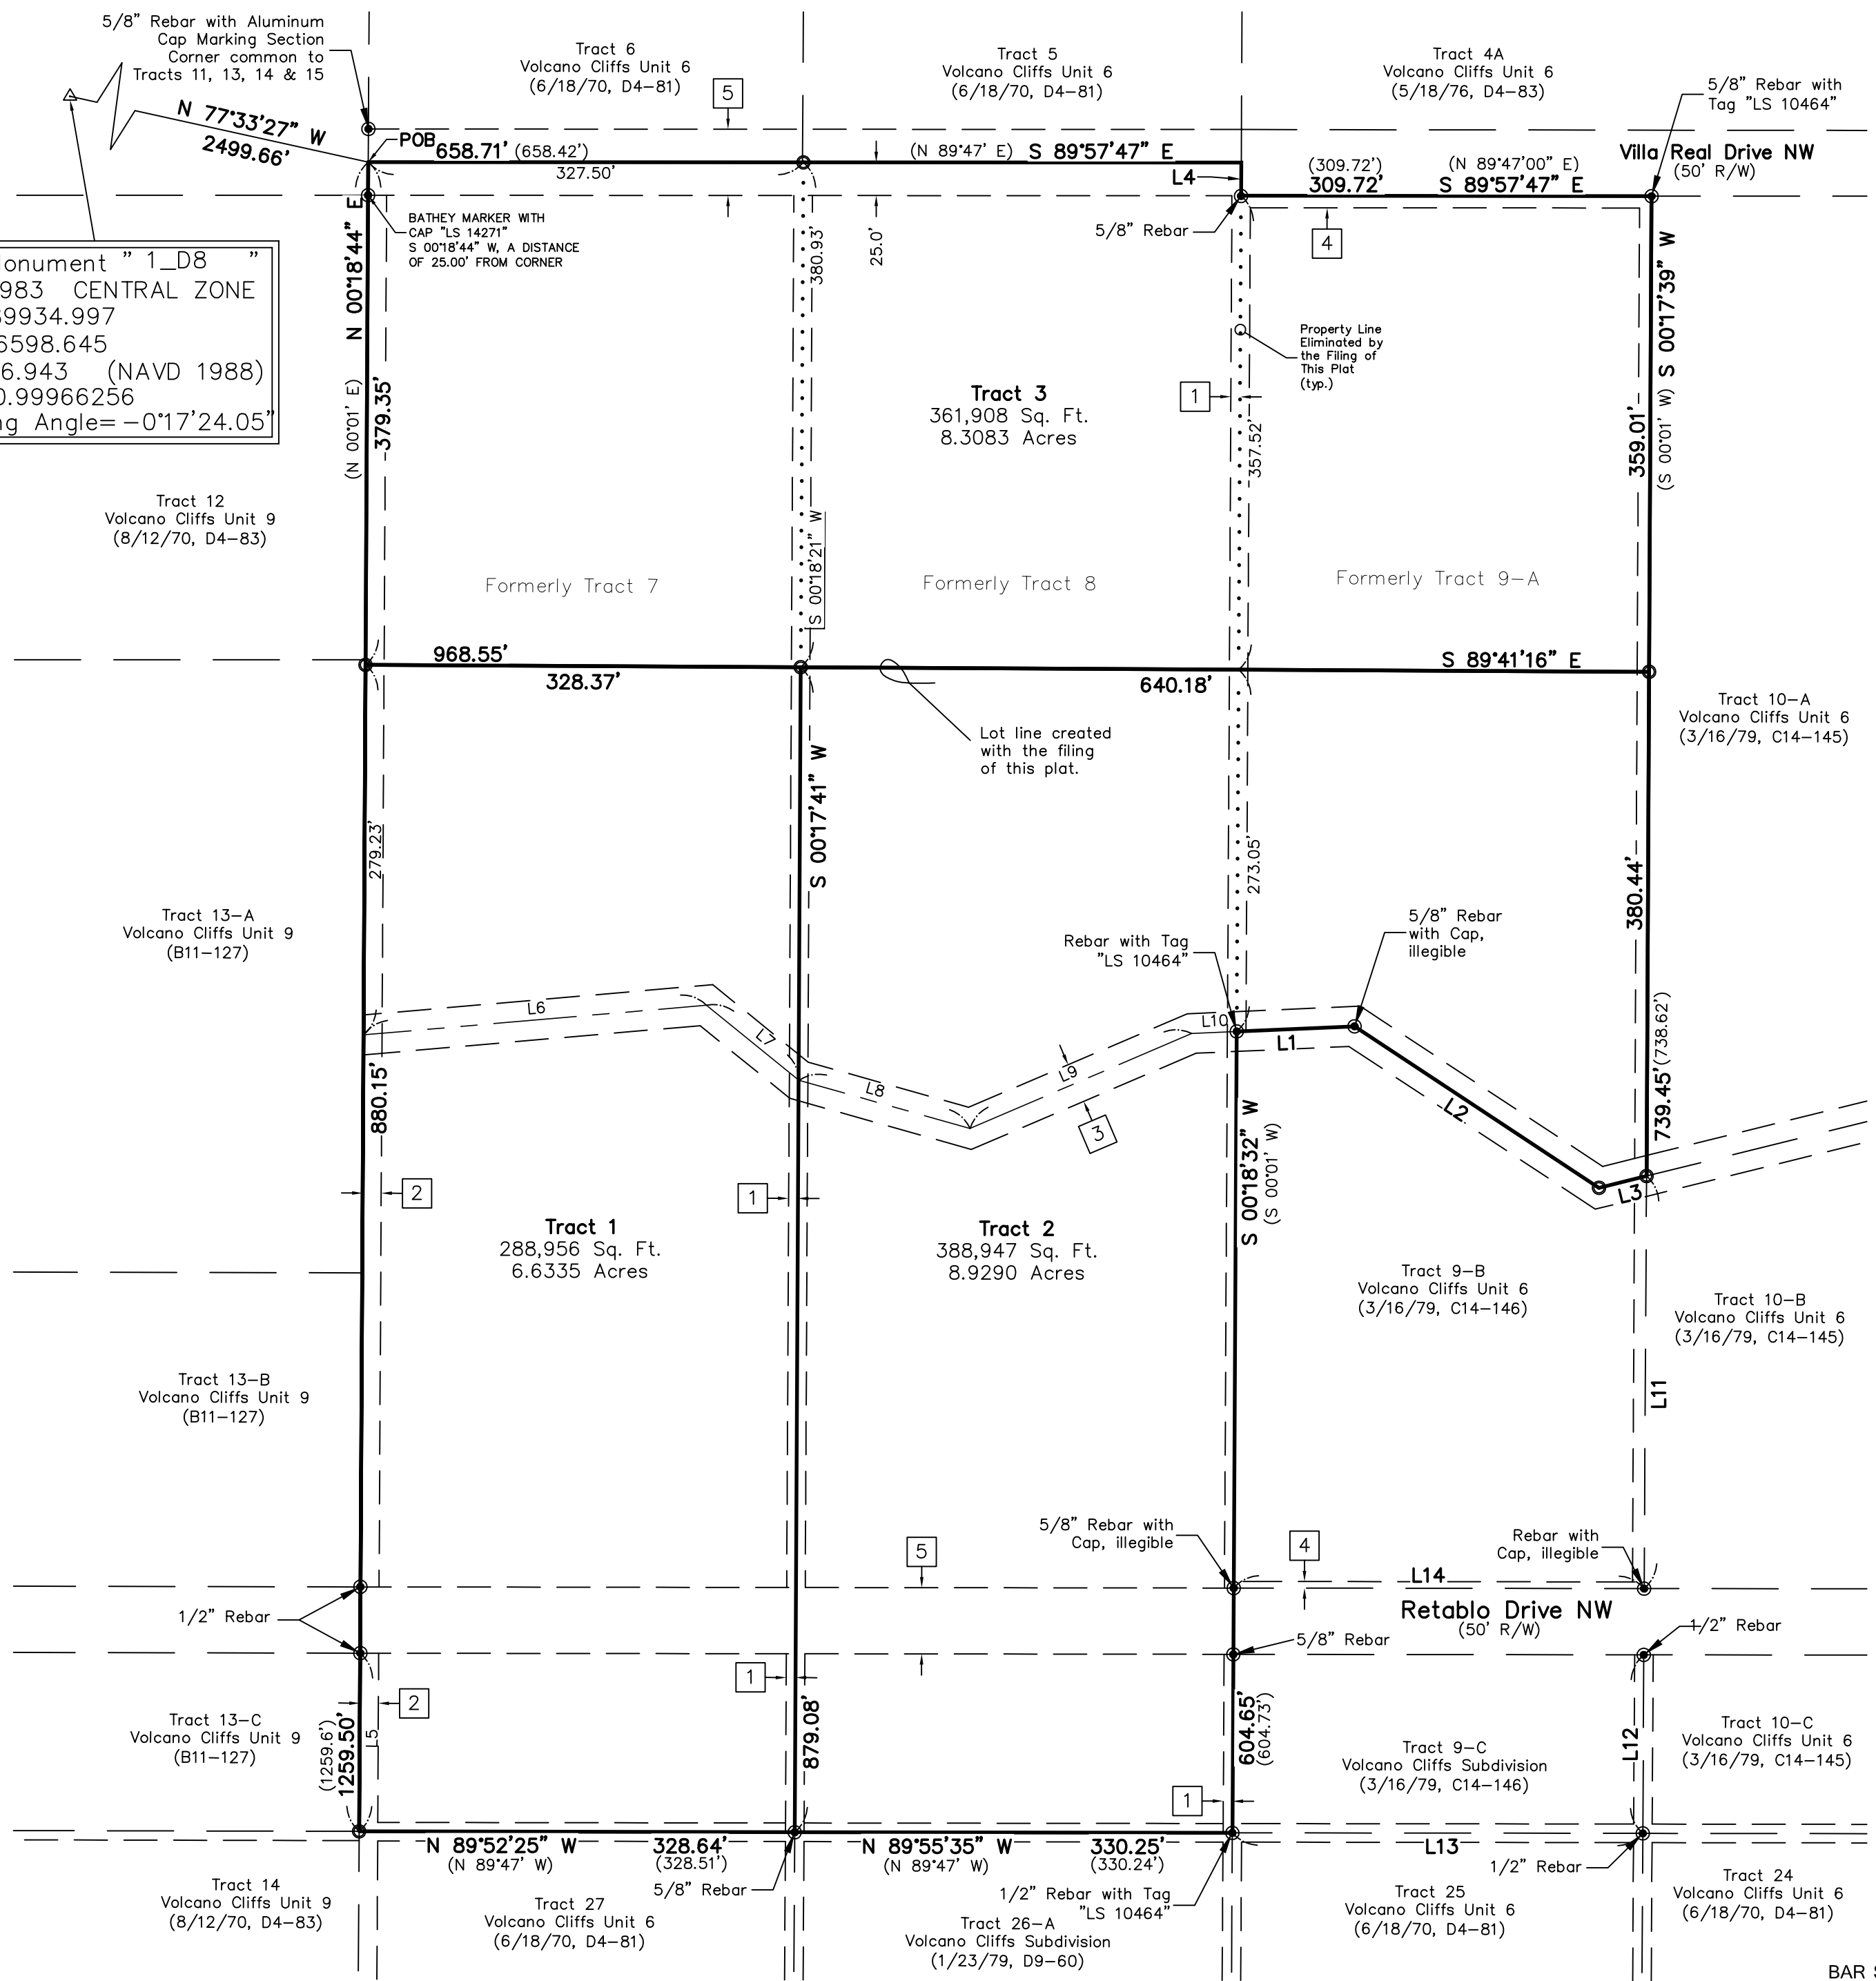 5/8" Rebar with Aluminum
Cap Marking Section
Corner common to
Tracts 11, 13, 14 & 15
N 77°33'27" W
2499.66'
Tract 6
Volcano Cliffs Unit 6
(6/18/70, D4-81)
5
Tract 5
Volcano Cliffs Unit 6
(6/18/70, D4-81)
Tract 4A
Volcano Cliffs Unit 6
(5/18/76, D4-83)
5/8" Rebar with
Tag "LS 10464"
POB
658.71' (658.42')
327.50'
(N 89°47' E) S 89°57'47" E
L4
(309.72') (N 89°47'00" E)
309.72' S 89°57'47" E
Villa Real Drive NW
(50' R/W)
BATHEY MARKER WITH
CAP "LS 14271"
S 00°18'44" W, A DISTANCE
OF 25.00' FROM CORNER
5/8" Rebar
4
380.93'
25.0'
onument " 1_D8 "
983 CENTRAL ZONE
9934.997
6598.645
6.943 (NAVD 1988)
0.99966256
ng Angle= -0°17'24.05"
N 00°18'44" E
(N 00°01' E)
379.35'
Property Line
Eliminated by
the Filing of
This Plat
(typ.)
Tract 3
361,908 Sq. Ft.
8.3083 Acres
1
357.52'
S 00°17'39" W
(S 00°01' W)
359.01'
Tract 12
Volcano Cliffs Unit 9
(8/12/70, D4-83)
S 00°18'21" W
Formerly Tract 7
Formerly Tract 8
Formerly Tract 9-A
968.55'
328.37'
S 89°41'16" E
640.18'
Lot line created
with the filing
of this plat.
Tract 10-A
Volcano Cliffs Unit 6
(3/16/79, C14-145)
S 00°17'41" W
279.23'
273.05'
380.44'
Tract 13-A
Volcano Cliffs Unit 9
(B11-127)
Rebar with Tag
"LS 10464"
5/8" Rebar
with Cap,
illegible
L6
L7
L8
L9
L10
L1
L2
L3
3
880.15'
739.45' (738.62')
S 00°18'32" W
(S 00°01' W)
2
1
Tract 1
288,956 Sq. Ft.
6.6335 Acres
Tract 2
388,947 Sq. Ft.
8.9290 Acres
Tract 9-B
Volcano Cliffs Unit 6
(3/16/79, C14-146)
Tract 10-B
Volcano Cliffs Unit 6
(3/16/79, C14-145)
Tract 13-B
Volcano Cliffs Unit 9
(B11-127)
L11
5/8" Rebar with
Cap, illegible
5
4
Rebar with
Cap, illegible
L14
1/2" Rebar
Retablo Drive NW
(50' R/W)
5/8" Rebar
1/2" Rebar
1
2
Tract 13-C
Volcano Cliffs Unit 9
(B11-127)
(1259.6')
1259.50'
L5
879.08'
604.65'
(604.73')
Tract 9-C
Volcano Cliffs Subdivision
(3/16/79, C14-146)
L12
Tract 10-C
Volcano Cliffs Unit 6
(3/16/79, C14-145)
1
N 89°52'25" W 328.64'
(N 89°47' W) (328.51')
N 89°55'35" W 330.25'
(N 89°47' W) (330.24')
L13
5/8" Rebar
1/2" Rebar with Tag
"LS 10464"
1/2" Rebar
Tract 14
Volcano Cliffs Unit 9
(8/12/70, D4-83)
Tract 27
Volcano Cliffs Unit 6
(6/18/70, D4-81)
Tract 26-A
Volcano Cliffs Subdivision
(1/23/79, D9-60)
Tract 25
Volcano Cliffs Unit 6
(6/18/70, D4-81)
Tract 24
Volcano Cliffs Unit 6
(6/18/70, D4-81)
BAR